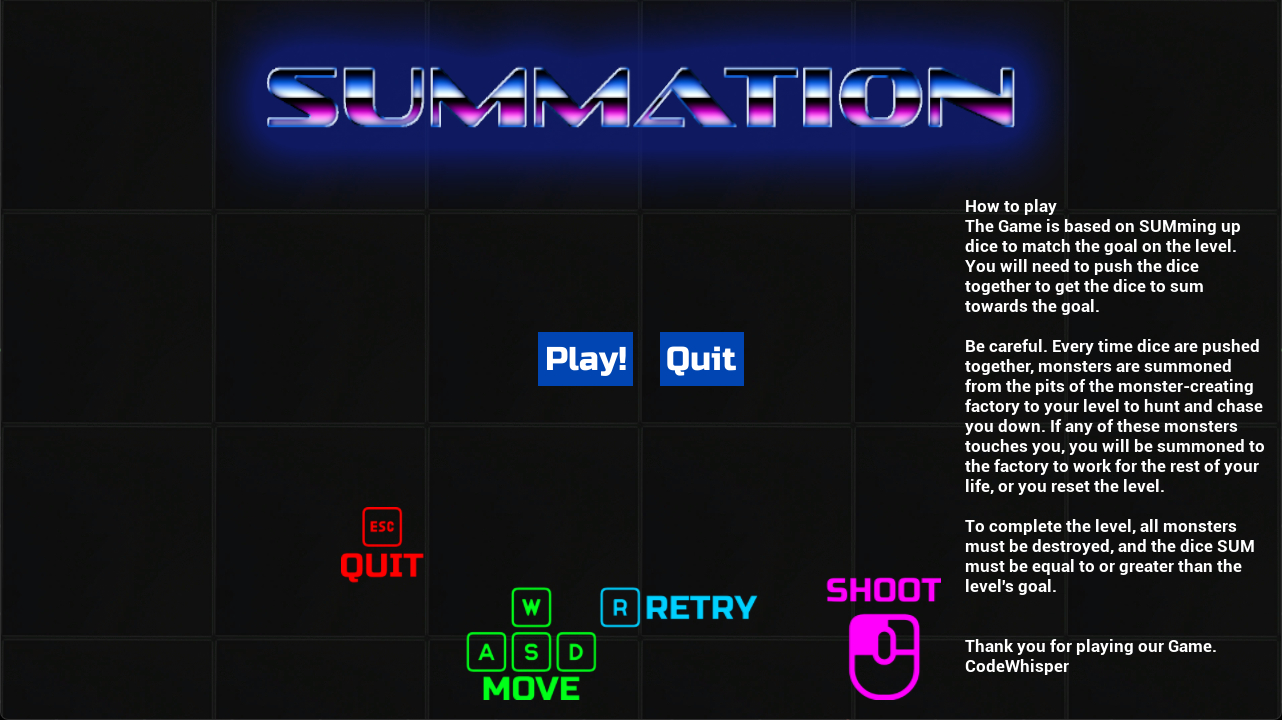 SUMMATION
How to play
The Game is based on SUMming up
dice to match the goal on the level.
You will need to push the dice
together to get the dice to sum
towards the goal.
Be careful. Every time dice are pushed
together, monsters are summoned
from the pits of the monster-creating
factory to your level to hunt and chase
you down. If any of these monsters
touches you, you will be summoned to
the factory to work for the rest of your
life, or you reset the level.
To complete the level, all monsters
must be destroyed, and the dice SUM
must be equal to or greater than the
level's goal.
Thank you for playing our Game.
CodeWhisper
Play! Quit
ESC
QUIT
W
A S D
MOVE
R RETRY
SHOOT